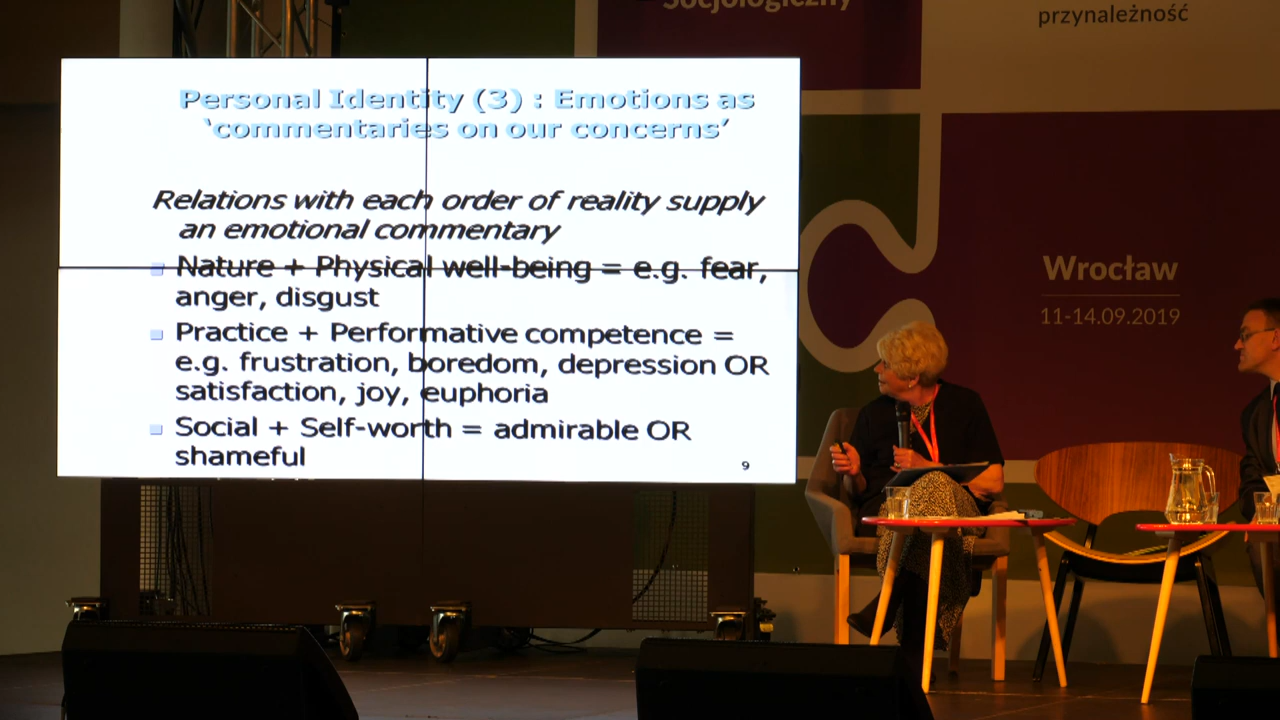 Socjologiczny
przynależność
Personal Identity (3) : Emotions as
‘commentaries on our concerns’
Relations with each order of reality supply
an emotional commentary
Nature + Physical well-being = e.g. fear,
anger, disgust
Practice + Performative competence =
e.g. frustration, boredom, depression OR
satisfaction, joy, euphoria
Social + Self-worth = admirable OR
shameful
9
Wrocław
11-14.09.2019